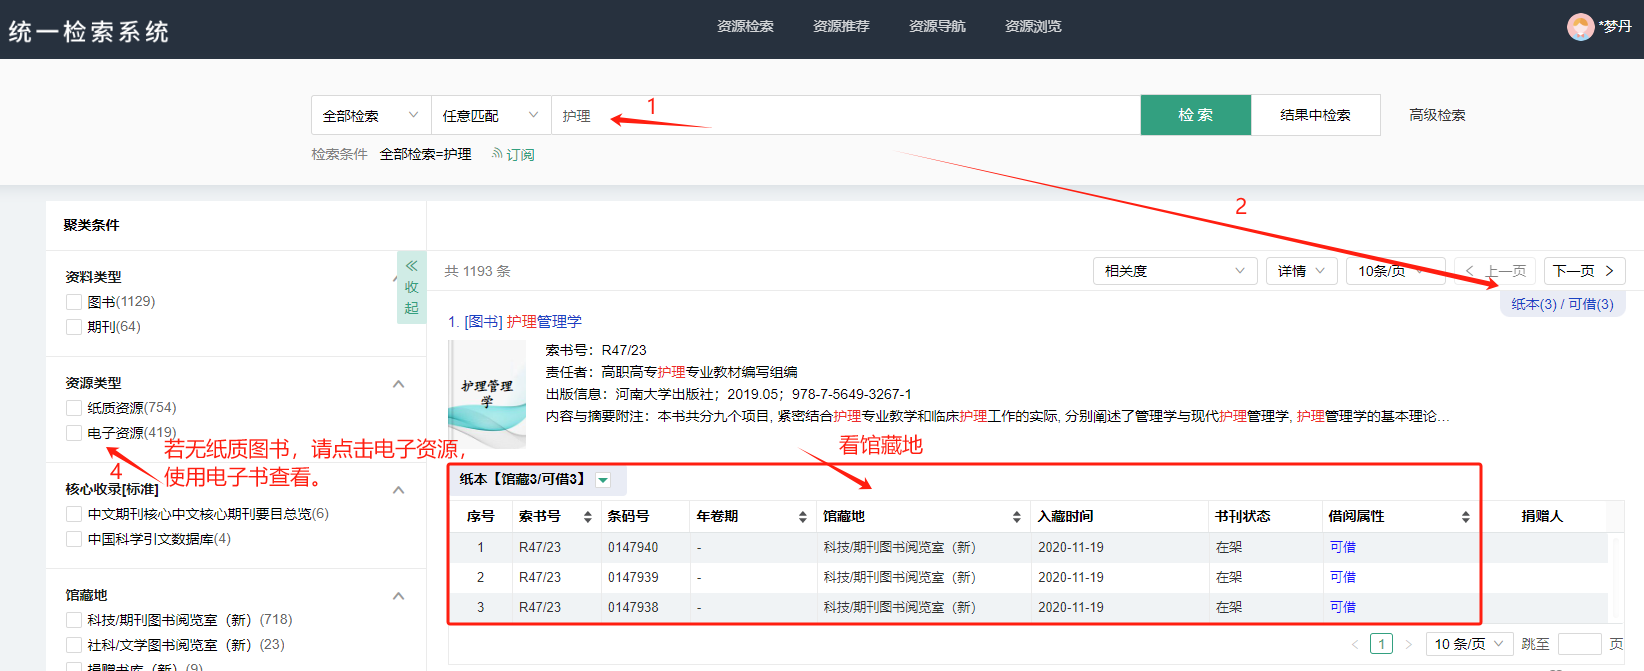 统一检索系统
资源检索 资源推荐 资源导航 资源浏览
*梦丹
全部检索 任意匹配 护理 1 检 索 结果中检索 高级检索
检索条件 全部检索=护理 订阅
2
聚类条件
资料类型
图书(1129)
期刊(64)
资源类型
纸质资源(754)
电子资源(419)
若无纸质图书，请点击电子资源，
使用电子书查看。
4
核心收录[标准]
中文期刊核心中文核心期刊要目总览(6)
中国科学引文数据库(4)
馆藏地
科技/期刊图书阅览室（新）(718)
社科/文学图书阅览室（新）(23)
捐赠书库（新）(9)
收
起
共 1193 条 相关度 详情 10条/页 上一页 下一页
纸本(3) / 可借(3)
1. [图书] 护理管理学
护理管理
学
索书号：R47/23
责任者：高职高专护理专业教材编写组编
出版信息：河南大学出版社；2019.05；978-7-5649-3267-1
内容与摘要附注：本书共分九个项目, 紧密结合护理专业教学和临床护理工作的实际, 分别阐述了管理学与现代护理管理学, 护理管理学的基本理论…
看馆藏地
纸本【馆藏3/可借3】
序号 索书号 条码号 年卷期 馆藏地 入藏时间 书刊状态 借阅属性 捐赠人
1 R47/23 0147940 - 科技/期刊图书阅览室（新） 2020-11-19 在架 可借
2 R47/23 0147939 - 科技/期刊图书阅览室（新） 2020-11-19 在架 可借
3 R47/23 0147938 - 科技/期刊图书阅览室（新） 2020-11-19 在架 可借
1 10 条/页 跳至 页